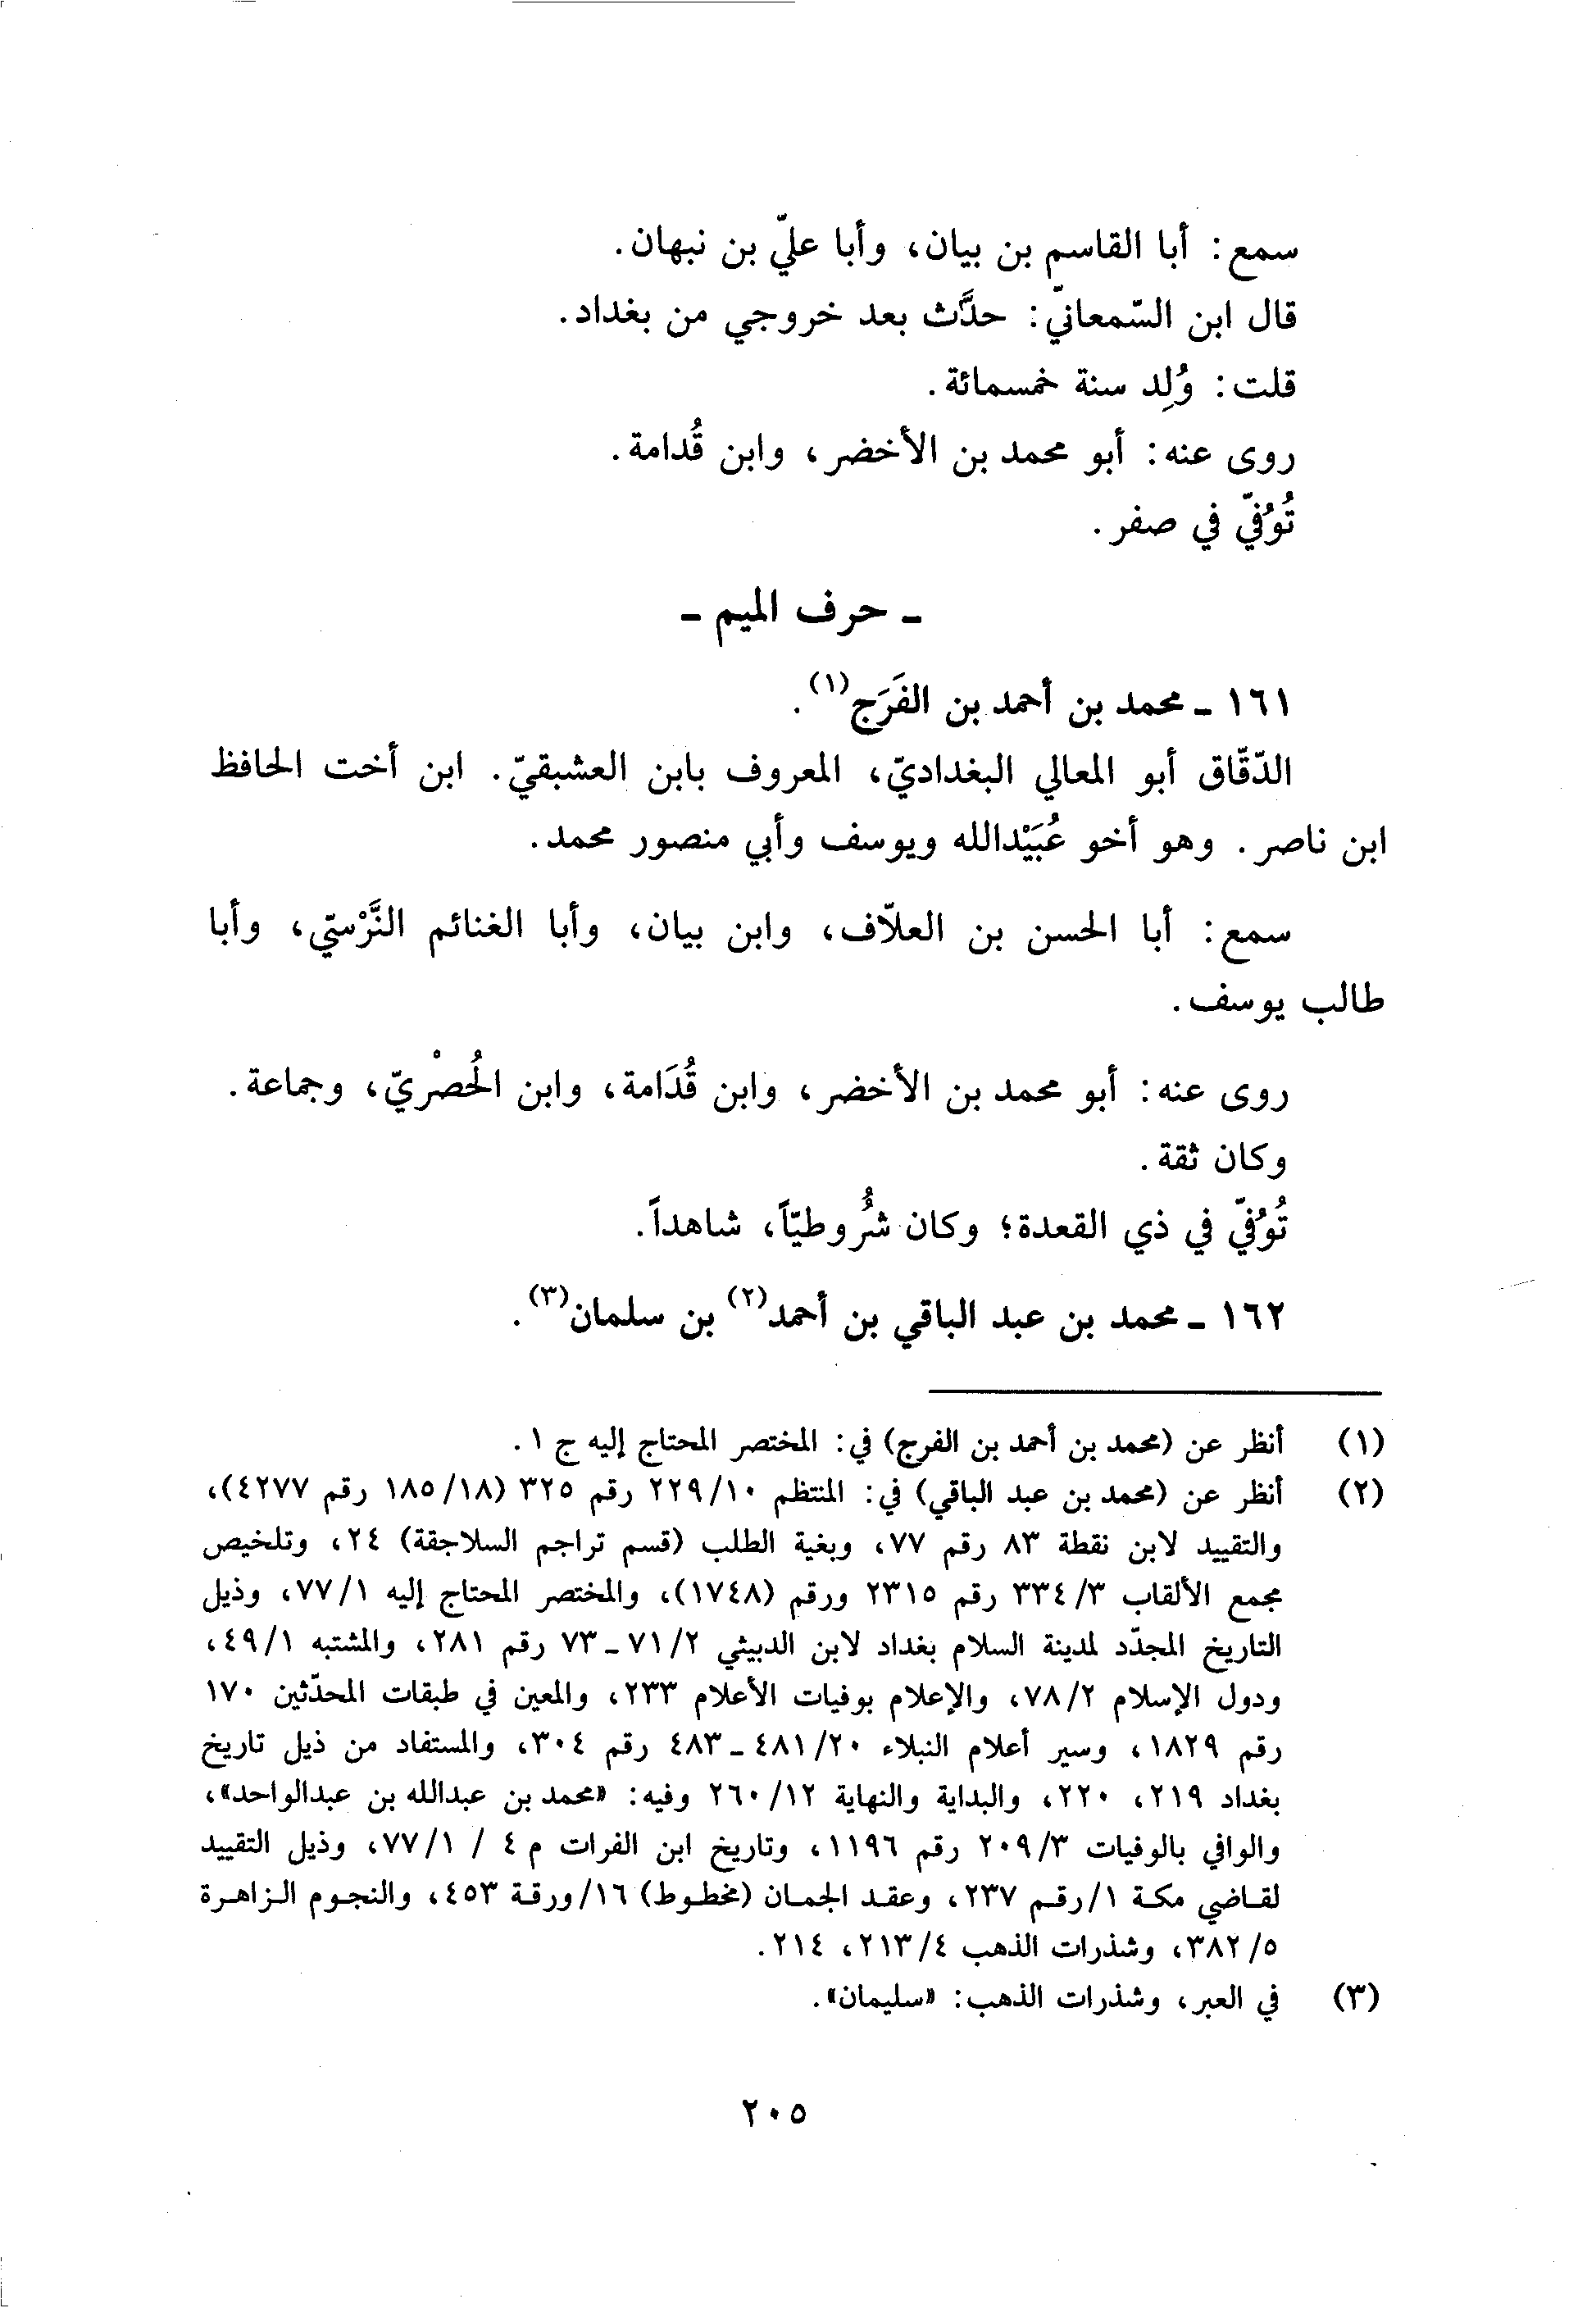 سمع: أبا القاسم بن بيان، وأبا عليّ بن نبهان.
قال ابن السّمعانيّ: حدَّث بعد خروجي من بغداد.
قلت: وُلِد سنة خمسمائة.
روى عنه: أبو محمد بن الأخضر، وابن قُدامة.
تُوُفيّ في صفر.
ـ حرف الميم ـ
١٦١ ـ محمد بن أحمد بن الفَرَج(١).
الدّقّاق أبو المعالي البغداديّ، المعروف بابن العشبقيّ. ابن أخت الحافظ
ابن ناصر. وهو أخو عُبَيْدالله ويوسف وأبي منصور محمد.
سمع: أبا الحسن بن العلّاف، وابن بيان، وأبا الغنائم النَّرْسيّ، وأبا
طالب يوسف.
روى عنه: أبو محمد بن الأخضر، وابن قُدَامة، وابن الحُصْريّ، وجماعة.
وكان ثقة.
تُوُفيّ في ذي القعدة؛ وكان شُرُوطيّاً، شاهداً.
١٦٢ ـ محمد بن عبد الباقي بن أحمد(٢) بن سلمان(٣).
(١) أنظر عن (محمد بن أحمد بن الفرج) في: المختصر المحتاج إليه ج ١.
(٢) أنظر عن (محمد بن عبد الباقي) في: المنتظم ٢٢٩/١٠ رقم ٣٢٥ (١٨٥/١٨ رقم ٤٢٧٧)،
والتقييد لابن نقطة ٨٣ رقم ٧٧، وبغية الطلب (قسم تراجم السلاجقة) ٢٤، وتلخيص
مجمع الألقاب ٣٣٤/٣ رقم ٢٣١٥ ورقم (١٧٤٨)، والمختصر المحتاج إليه ٧٧/١، وذيل
التاريخ المجدّد لمدينة السلام بغداد لابن الدبيثي ٧١/٢ ـ ٧٣ رقم ٢٨١، والمشتبه ٤٩/١،
ودول الإسلام ٧٨/٢، والإعلام بوفيات الأعلام ٢٣٣، والمعين في طبقات المحدّثين ١٧٠
رقم ١٨٢٩، وسير أعلام النبلاء ٤٨١/٢٠ ـ ٤٨٣ رقم ٣٠٤، والمستفاد من ذيل تاريخ
بغداد ٢١٩، ٢٢٠، والبداية والنهاية ٢٦٠/١٢ وفيه: «محمد بن عبدالله بن عبدالواحد»،
والوافي بالوفيات ٢٠٩/٣ رقم ١١٩٦، وتاريخ ابن الفرات م ٤ / ٧٧/١، وذيل التقييد
لقاضي مكة ١/رقم ٢٣٧، وعقد الجمان (مخطوط) ١٦/ورقة ٤٥٣، والنجوم الزاهرة
٣٨٢/٥، وشذرات الذهب ٢١٣/٤، ٢١٤.
(٣) في العبر، وشذرات الذهب: «سليمان».
٢٠٥